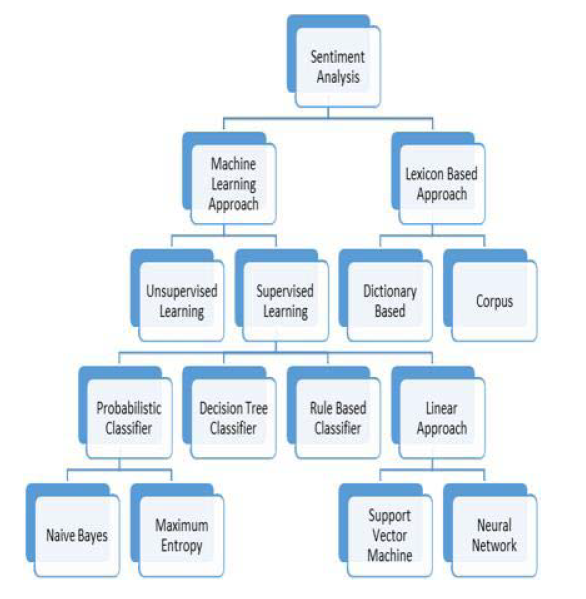 Sentiment
Analysis
Machine
Learning
Approach
Lexicon Based
Approach
Unsupervised
Learning
Supervised
Learning
Dictionary
Based
Corpus
Probabilistic
Classifier
Decision Tree
Classifier
Rule Based
Classifier
Linear
Approach
Naive Bayes
Maximum
Entropy
Support
Vector
Machine
Neural
Network